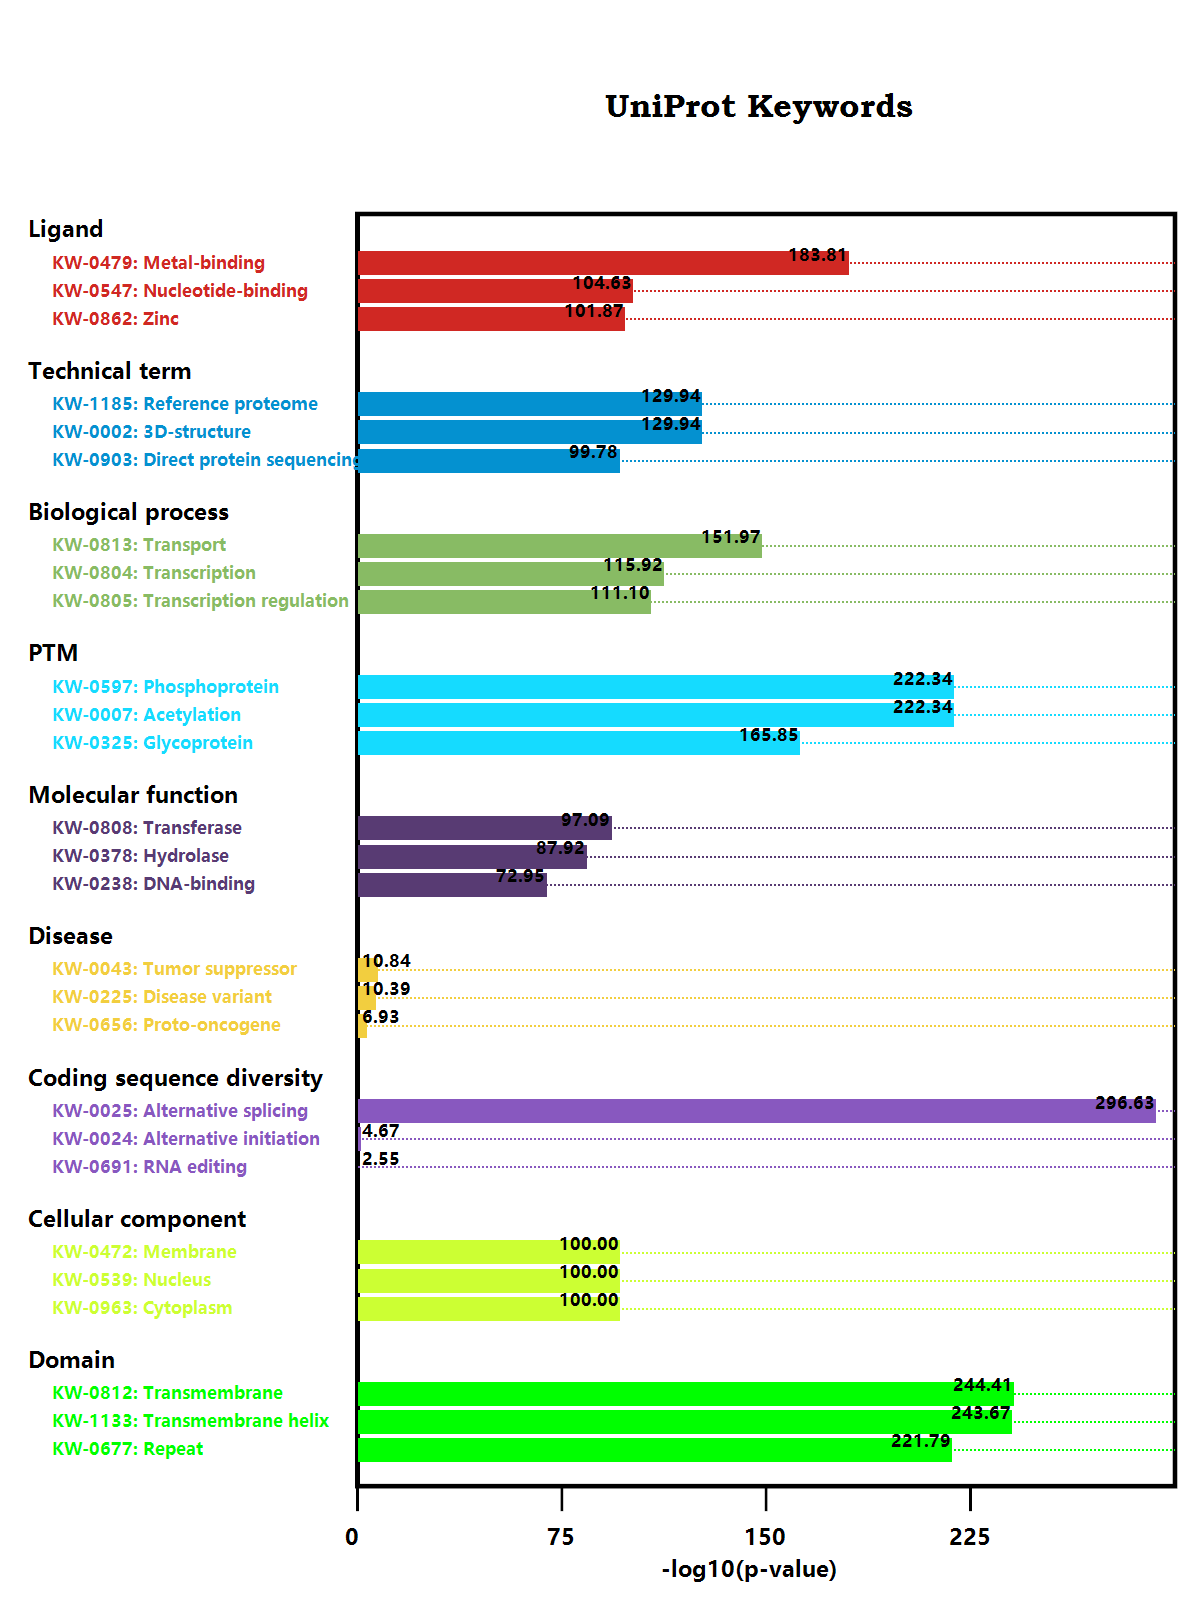 UniProt Keywords
Ligand
KW-0479: Metal-binding 183.81
KW-0547: Nucleotide-binding 104.63
KW-0862: Zinc 101.87
Technical term
KW-1185: Reference proteome 129.94
KW-0002: 3D-structure 129.94
KW-0903: Direct protein sequencing 99.78
Biological process
KW-0813: Transport 151.97
KW-0804: Transcription 115.92
KW-0805: Transcription regulation 111.10
PTM
KW-0597: Phosphoprotein 222.34
KW-0007: Acetylation 222.34
KW-0325: Glycoprotein 165.85
Molecular function
KW-0808: Transferase 97.09
KW-0378: Hydrolase 87.92
KW-0238: DNA-binding 72.95
Disease
KW-0043: Tumor suppressor 10.84
KW-0225: Disease variant 10.39
KW-0656: Proto-oncogene 6.93
Coding sequence diversity
KW-0025: Alternative splicing 296.63
KW-0024: Alternative initiation 4.67
KW-0691: RNA editing 2.55
Cellular component
KW-0472: Membrane 100.00
KW-0539: Nucleus 100.00
KW-0963: Cytoplasm 100.00
Domain
KW-0812: Transmembrane 244.41
KW-1133: Transmembrane helix 243.67
KW-0677: Repeat 221.79
0 75 150 225
-log10(p-value)